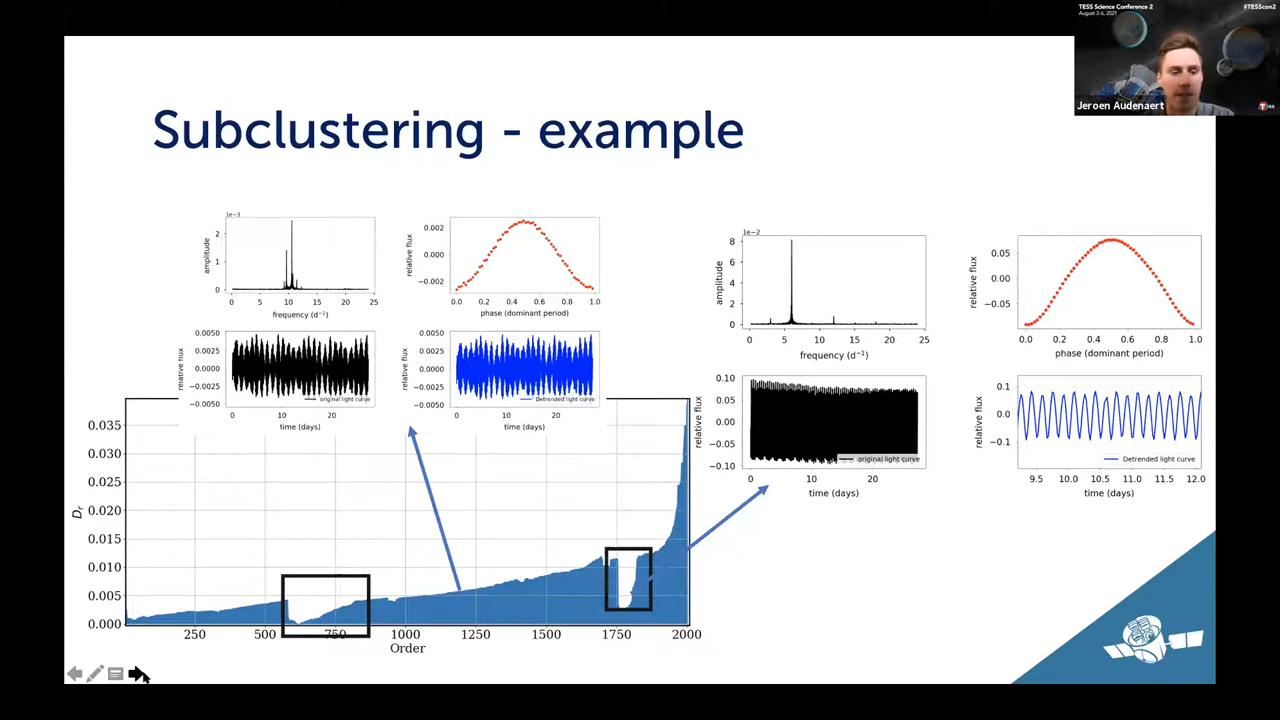 TESS Science Conference 2
August 2-6, 2021
#TESScon2
Jeroen Audenaert
TESS
Subclustering - example
1e−3
amplitude
2
1
0
0 5 10 15 20 25
frequency (d⁻¹)
relative flux
0.002
0.000
−0.002
0.0 0.2 0.4 0.6 0.8 1.0
phase (dominant period)
relative flux
0.0050
0.0025
0.0000
−0.0025
−0.0050
original light curve
0 10 20
time (days)
relative flux
0.0050
0.0025
0.0000
−0.0025
−0.0050
Detrended light curve
0 10 20
time (days)
1e−2
amplitude
8
6
4
2
0
0 5 10 15 20 25
frequency (d⁻¹)
relative flux
0.05
0.00
−0.05
0.0 0.2 0.4 0.6 0.8 1.0
phase (dominant period)
relative flux
0.10
0.05
0.00
−0.05
−0.10
original light curve
0 10 20
time (days)
relative flux
0.1
0.0
−0.1
Detrended light curve
9.5 10.0 10.5 11.0 11.5 12.0
time (days)
Dr
0.035
0.030
0.025
0.020
0.015
0.010
0.005
0.000
250 500 750 1000 1250 1500 1750 2000
Order